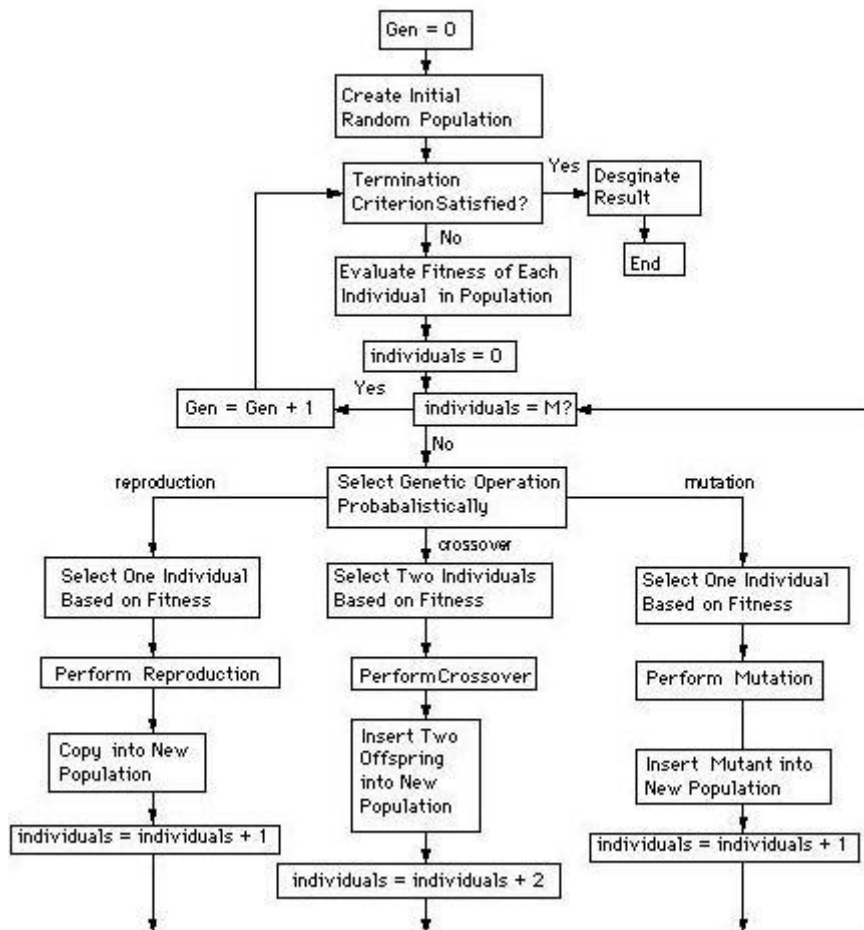 Gen = 0
Create Initial
Random Population
Termination
CriterionSatisfied?
Yes
Desginate
Result
End
No
Evaluate Fitness of Each
Individual in Population
individuals = 0
Yes
Gen = Gen + 1
individuals = M?
No
reproduction
Select Genetic Operation
Probabalistically
mutation
crossover
Select One Individual
Based on Fitness
Perform Reproduction
Copy into New
Population
individuals = individuals + 1
Select Two Individuals
Based on Fitness
PerformCrossover
Insert Two
Offspring
into New
Population
individuals = individuals + 2
Select One Individual
Based on Fitness
Perform Mutation
Insert Mutant into
New Population
individuals = individuals + 1